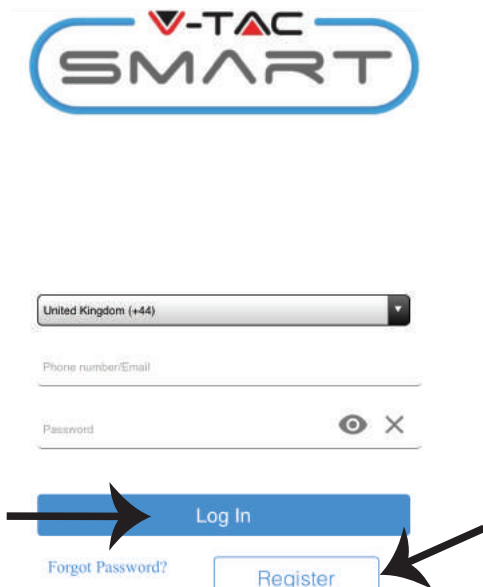 V-TAC
SMART
United Kingdom (+44)
Phone number/Email
Password
Log In
Forgot Password?
Register